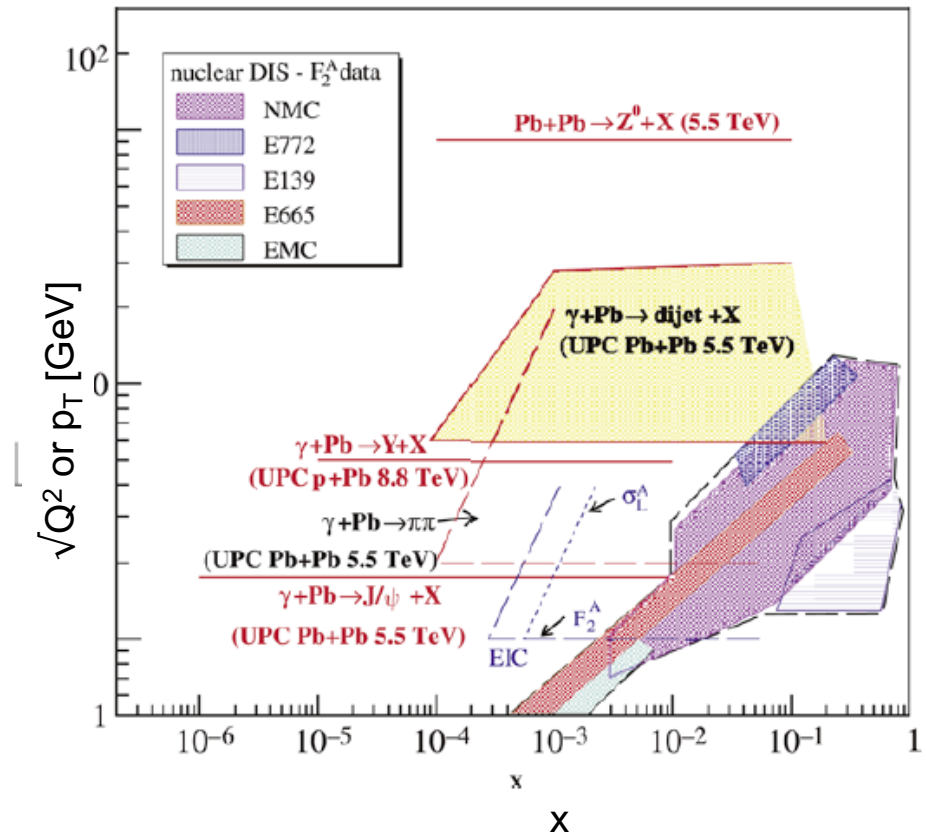 10²
nuclear DIS - F₂ᴬ data
NMC
E772
E139
E665
EMC
Pb+Pb→Z⁰+X (5.5 TeV)
γ+Pb→ dijet +X
(UPC Pb+Pb 5.5 TeV)
0
√Q² or p_T [GeV]
γ+Pb→Υ+X
(UPC p+Pb 8.8 TeV)
σ_L^A
γ+Pb→ππ
(UPC Pb+Pb 5.5 TeV)
γ+Pb→J/ψ +X
F₂ᴬ
(UPC Pb+Pb 5.5 TeV)
EIC
1
10⁻⁶ 10⁻⁵ 10⁻⁴ 10⁻³ 10⁻² 10⁻¹ 1
x
x